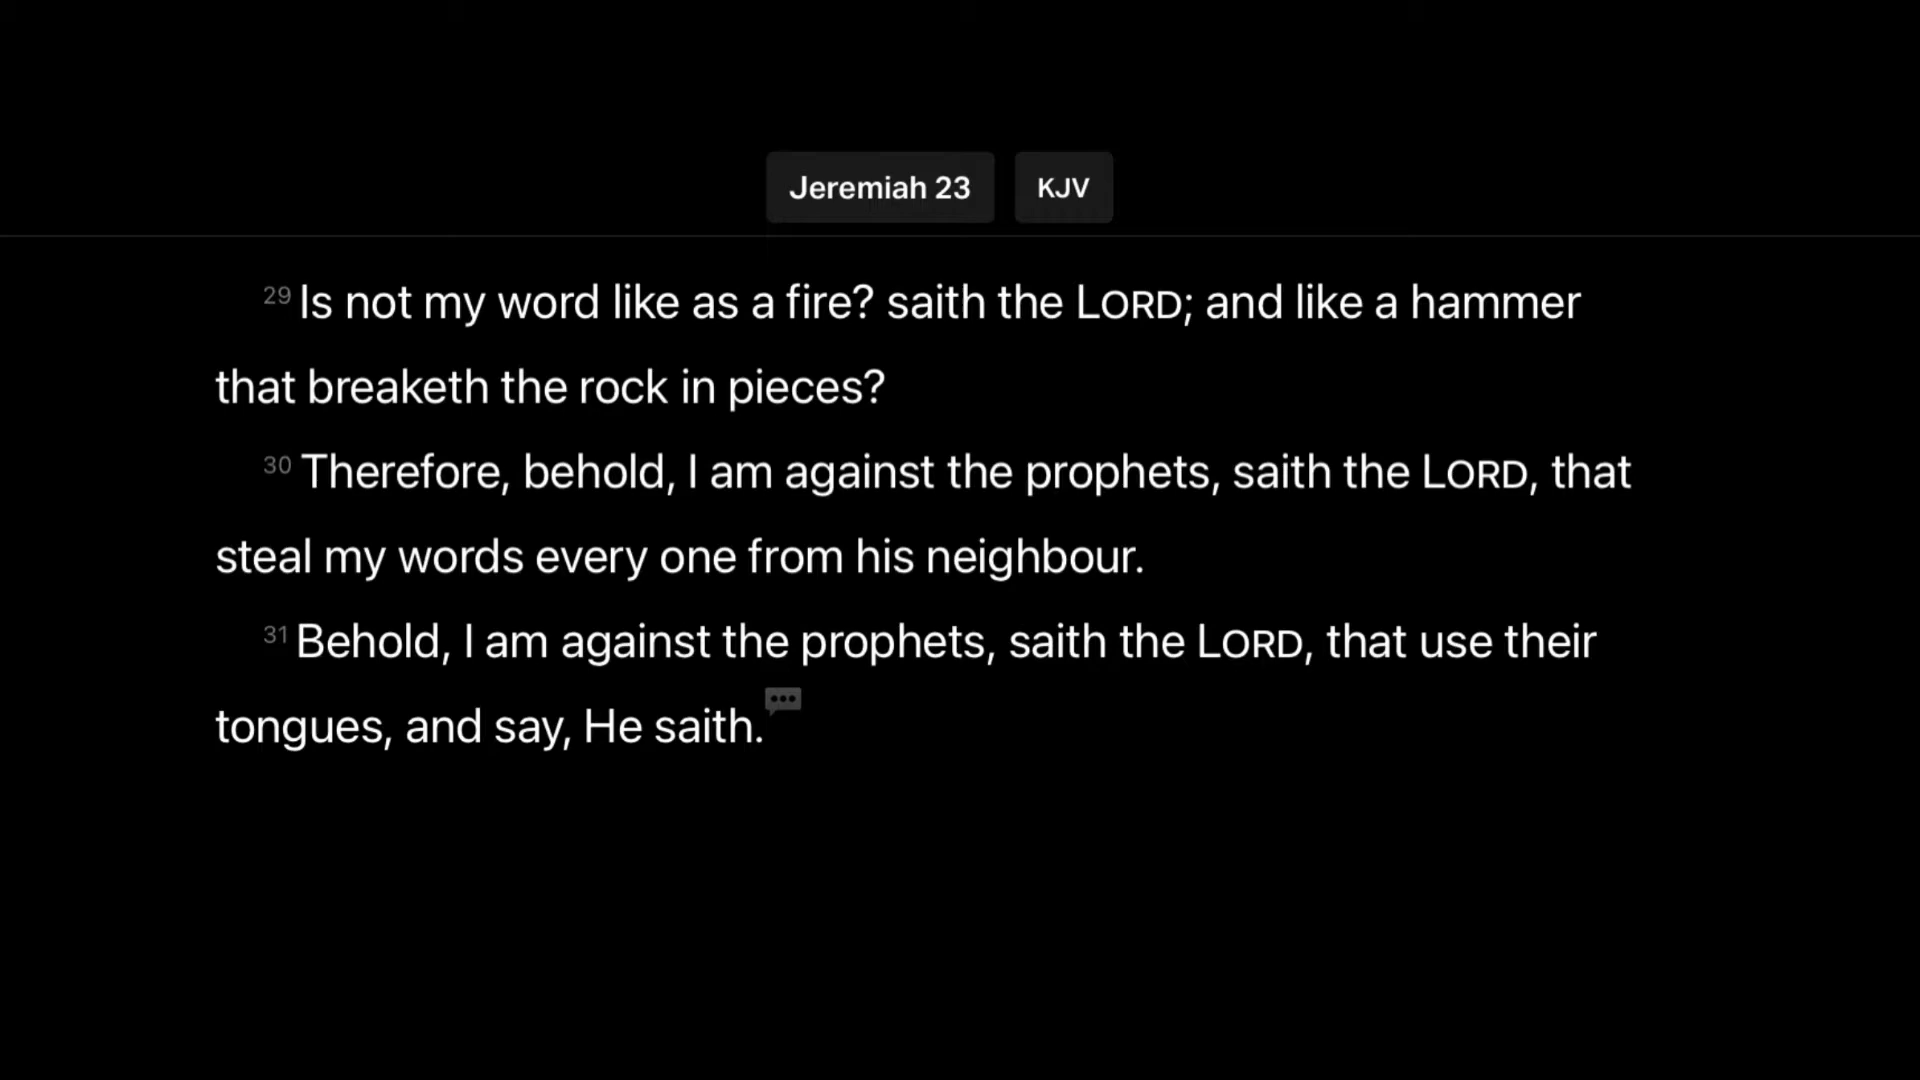 Jeremiah 23 KJV
29 Is not my word like as a fire? saith the LORD; and like a hammer
that breaketh the rock in pieces?
30 Therefore, behold, I am against the prophets, saith the LORD, that
steal my words every one from his neighbour.
31 Behold, I am against the prophets, saith the LORD, that use their
tongues, and say, He saith.